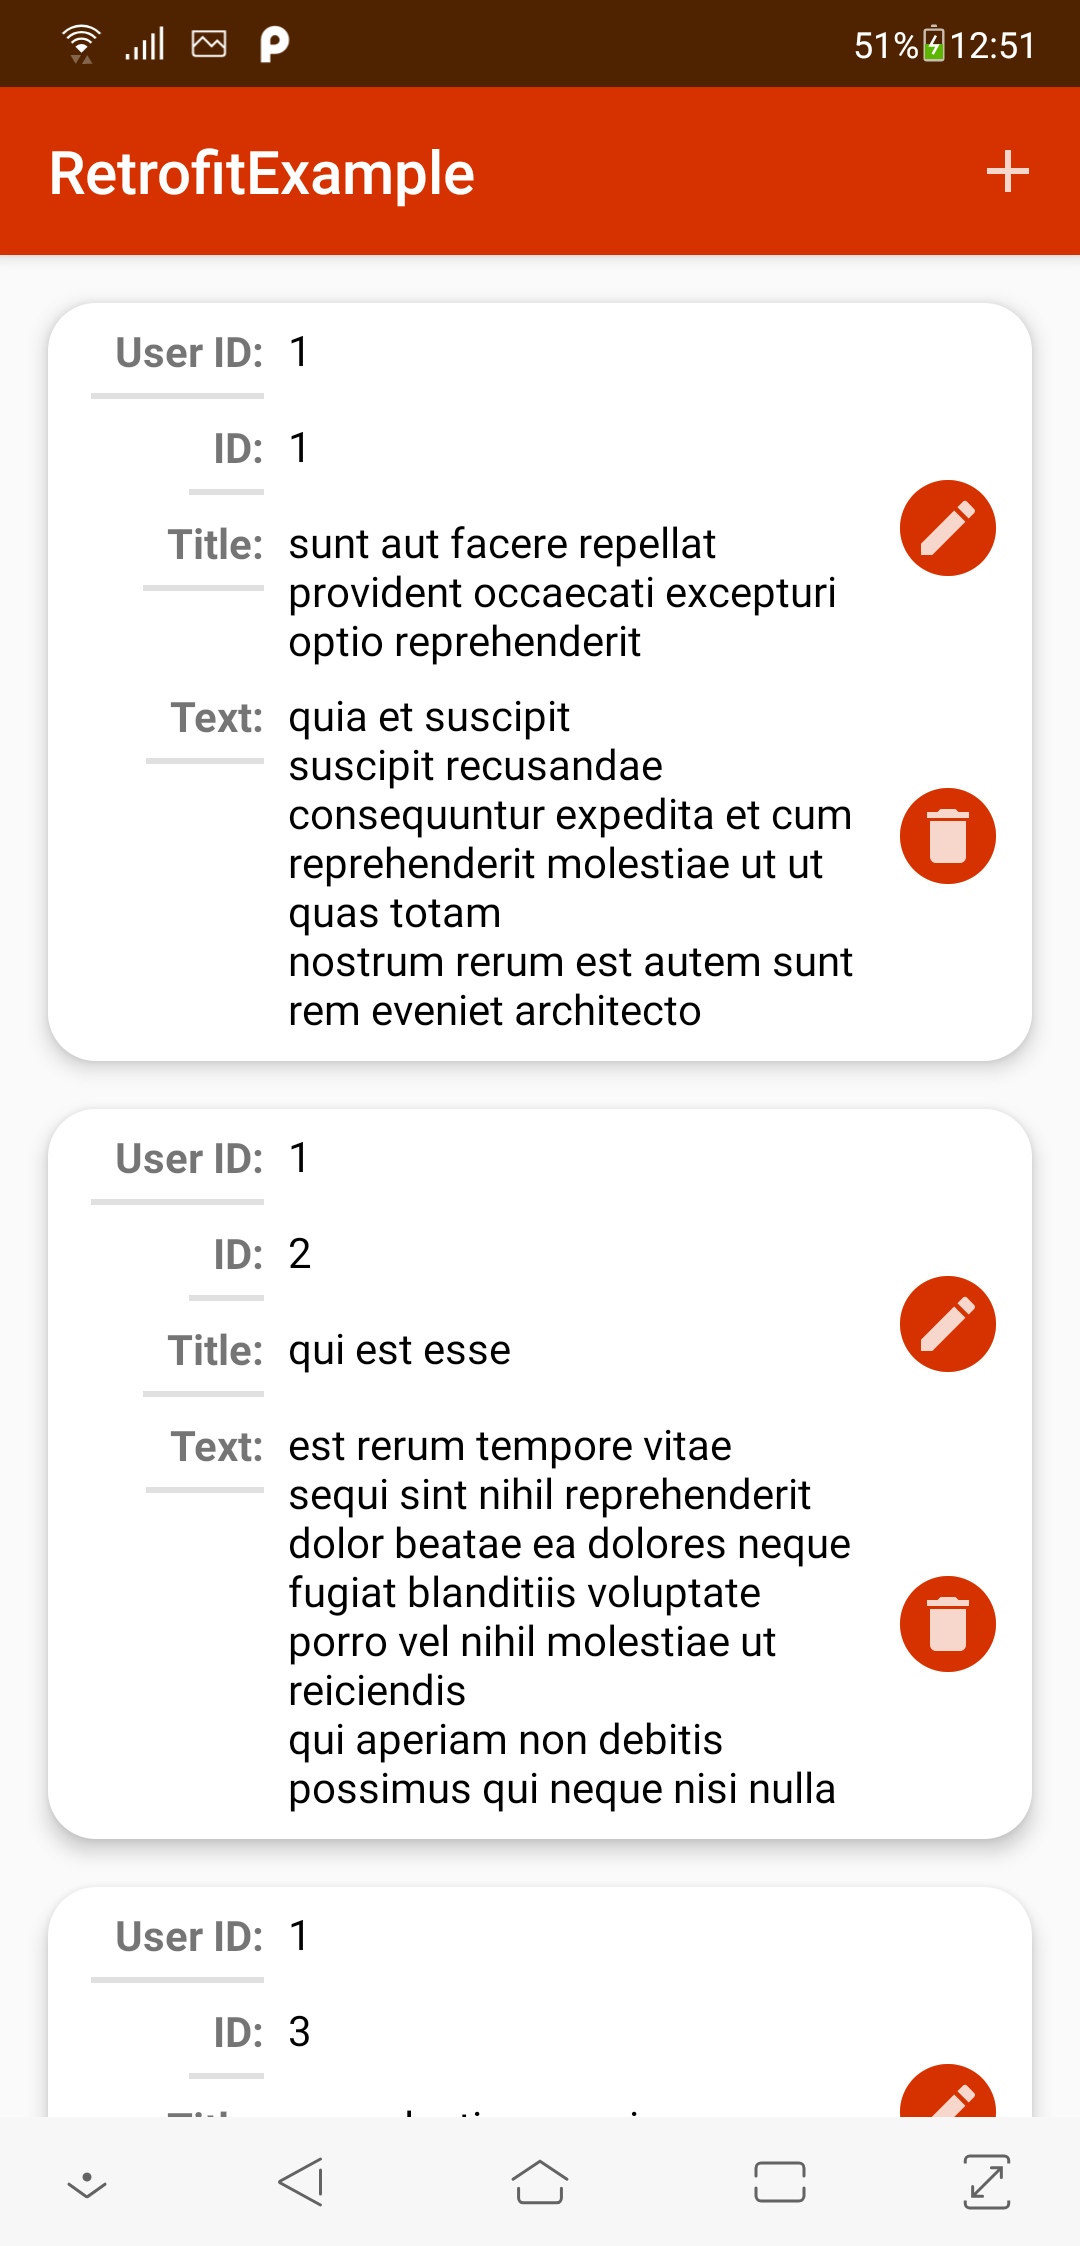 51% 12:51
RetrofitExample
User ID: 1
ID: 1
Title: sunt aut facere repellat
provident occaecati excepturi
optio reprehenderit
Text: quia et suscipit
suscipit recusandae
consequuntur expedita et cum
reprehenderit molestiae ut ut
quas totam
nostrum rerum est autem sunt
rem eveniet architecto
User ID: 1
ID: 2
Title: qui est esse
Text: est rerum tempore vitae
sequi sint nihil reprehenderit
dolor beatae ea dolores neque
fugiat blanditiis voluptate
porro vel nihil molestiae ut
reiciendis
qui aperiam non debitis
possimus qui neque nisi nulla
User ID: 1
ID: 3